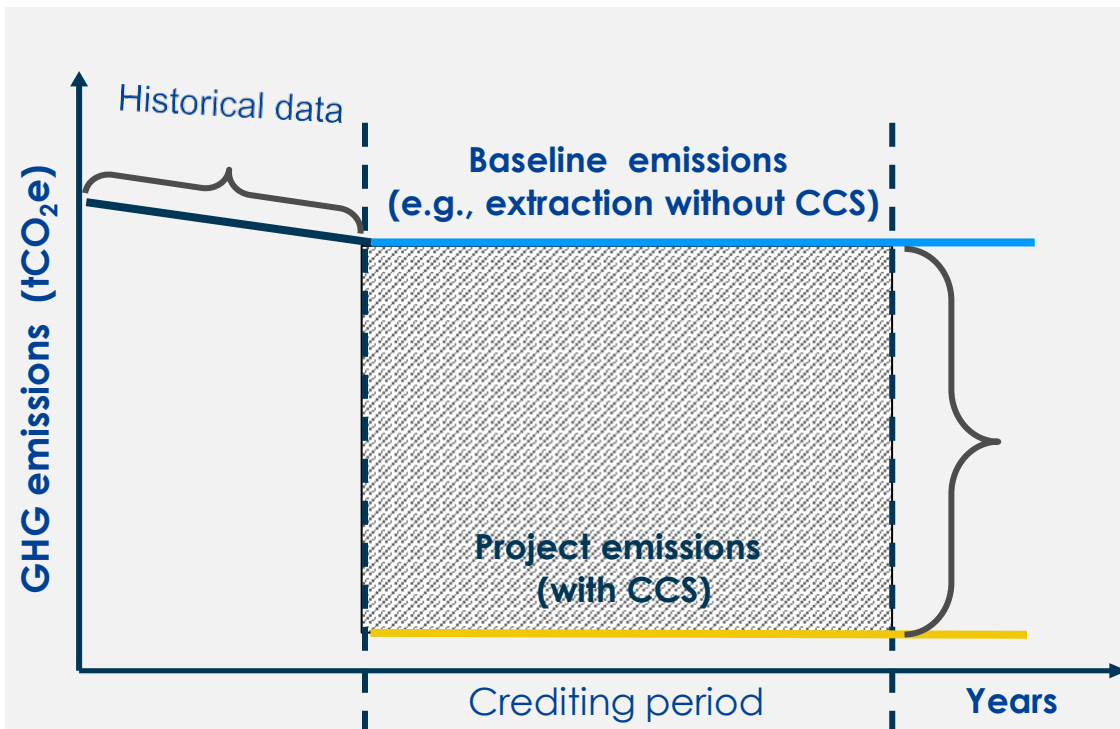 Historical data
Baseline emissions
(e.g., extraction without CCS)
GHG emissions (tCO₂e)
Project emissions
(with CCS)
Crediting period
Years